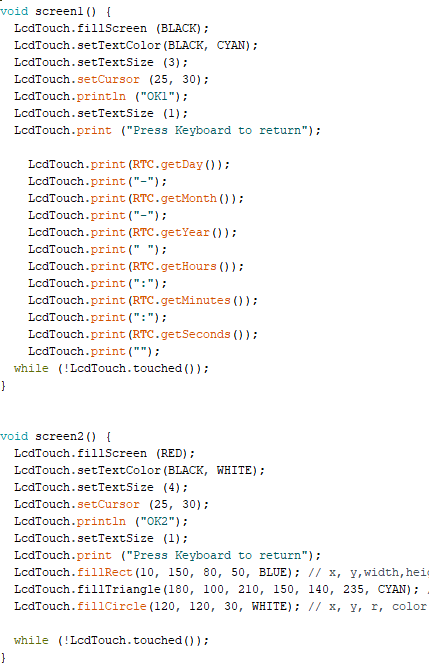 void screen1() {
  LcdTouch.fillScreen (BLACK);
  LcdTouch.setTextColor(BLACK, CYAN);
  LcdTouch.setTextSize (3);
  LcdTouch.setCursor (25, 30);
  LcdTouch.println ("OK1");
  LcdTouch.setTextSize (1);
  LcdTouch.print ("Press Keyboard to return");
    LcdTouch.print(RTC.getDay());
    LcdTouch.print("-");
    LcdTouch.print(RTC.getMonth());
    LcdTouch.print("-");
    LcdTouch.print(RTC.getYear());
    LcdTouch.print(" ");
    LcdTouch.print(RTC.getHours());
    LcdTouch.print(":");
    LcdTouch.print(RTC.getMinutes());
    LcdTouch.print(":");
    LcdTouch.print(RTC.getSeconds());
    LcdTouch.print("");
  while (!LcdTouch.touched());
}
void screen2() {
  LcdTouch.fillScreen (RED);
  LcdTouch.setTextColor(BLACK, WHITE);
  LcdTouch.setTextSize (4);
  LcdTouch.setCursor (25, 30);
  LcdTouch.println ("OK2");
  LcdTouch.setTextSize (1);
  LcdTouch.print ("Press Keyboard to return");
  LcdTouch.fillRect(10, 150, 80, 50, BLUE); // x, y,width,hei
  LcdTouch.fillTriangle(180, 100, 210, 150, 140, 235, CYAN); /
  LcdTouch.fillCircle(120, 120, 30, WHITE); // x, y, r, color
  while (!LcdTouch.touched());
}